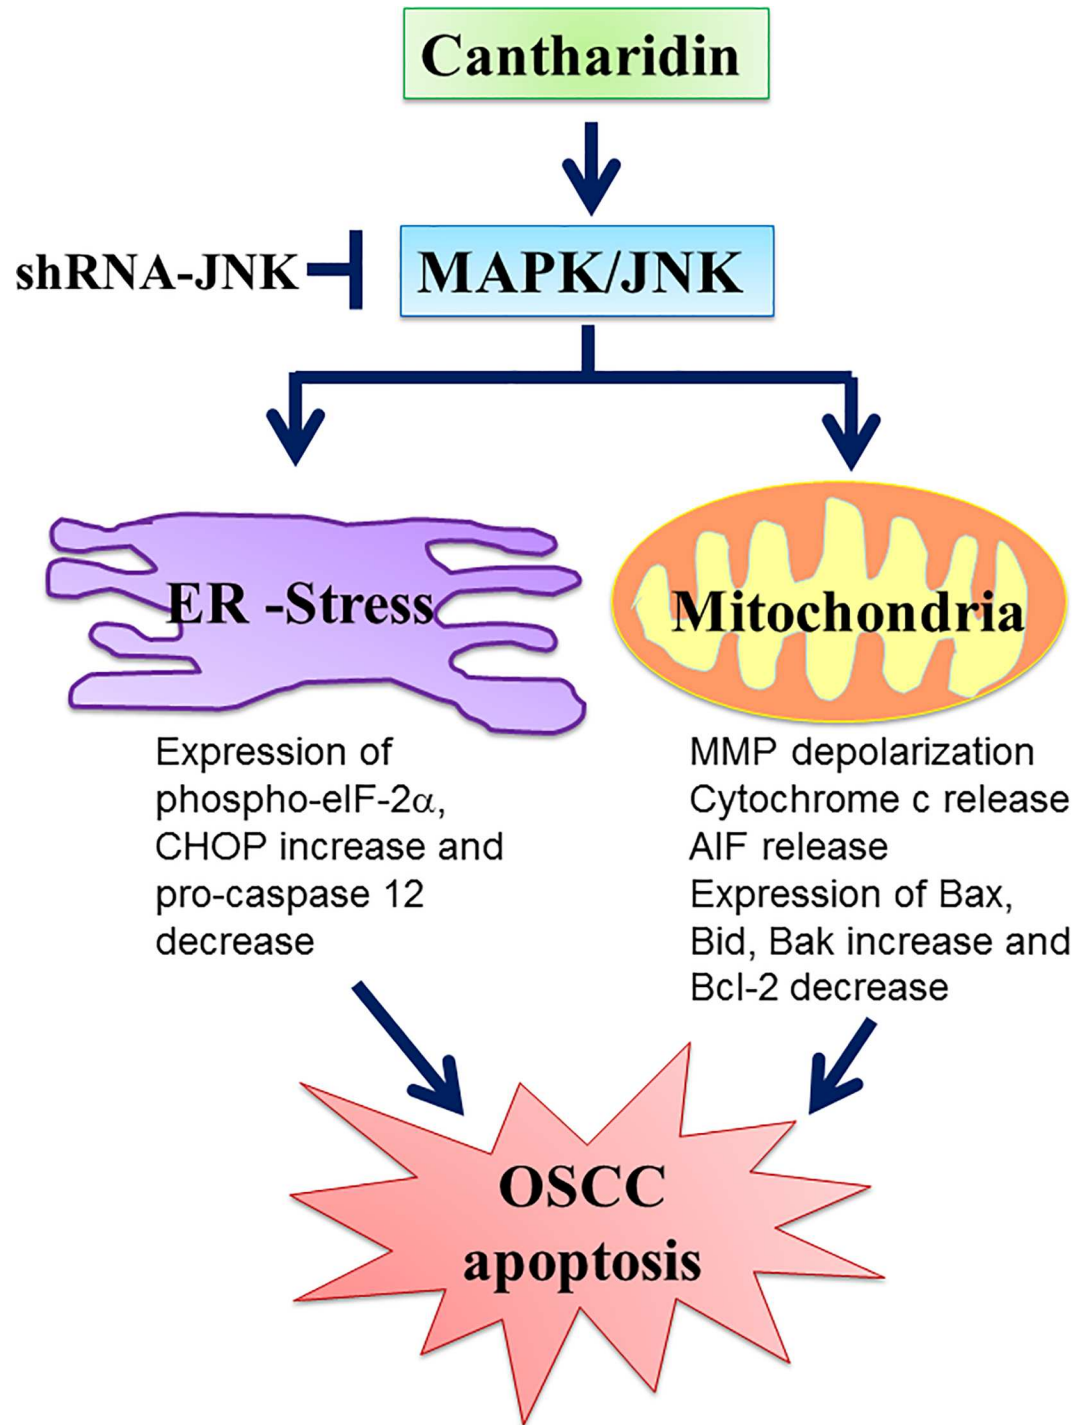 Cantharidin
shRNA-JNK
MAPK/JNK
ER -Stress
Mitochondria
Expression of
phospho-eIF-2α,
CHOP increase and
pro-caspase 12
decrease
MMP depolarization
Cytochrome c release
AIF release
Expression of Bax,
Bid, Bak increase and
Bcl-2 decrease
OSCC
apoptosis